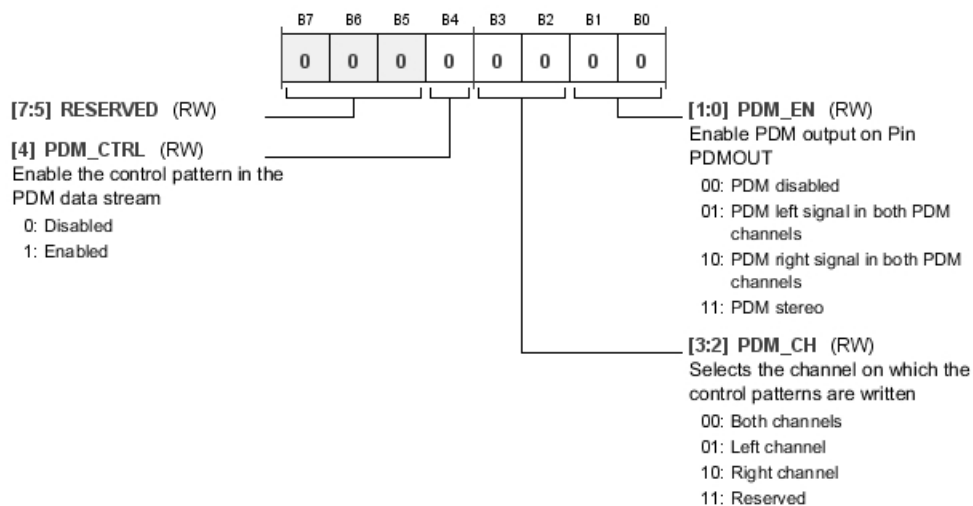 B7 B6 B5 B4 B3 B2 B1 B0
0 0 0 0 0 0 0 0
[7:5] RESERVED (RW)
[4] PDM_CTRL (RW)
Enable the control pattern in the
PDM data stream
0: Disabled
1: Enabled
[1:0] PDM_EN (RW)
Enable PDM output on Pin
PDMOUT
00: PDM disabled
01: PDM left signal in both PDM
channels
10: PDM right signal in both PDM
channels
11: PDM stereo
[3:2] PDM_CH (RW)
Selects the channel on which the
control patterns are written
00: Both channels
01: Left channel
10: Right channel
11: Reserved